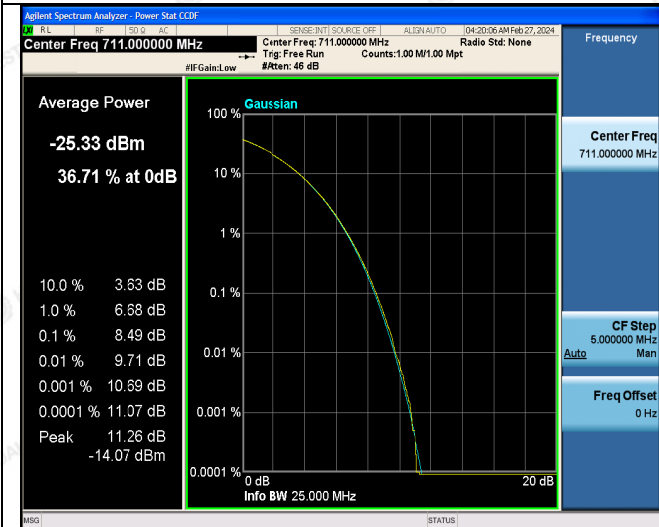 Agilent Spectrum Analyzer - Power Stat CCDF
RL RF 50 Ω AC SENSE:INT SOURCE OFF ALIGN AUTO 04:20:06 AM Feb 27, 2024
Center Freq 711.000000 MHz
Center Freq: 711.000000 MHz Radio Std: None
Trig: Free Run Counts:1.00 M/1.00 Mpt
#IFGain:Low #Atten: 46 dB
Frequency
Average Power
-25.33 dBm
36.71 % at 0dB
10.0 % 3.63 dB
1.0 % 6.68 dB
0.1 % 8.49 dB
0.01 % 9.71 dB
0.001 % 10.69 dB
0.0001 % 11.07 dB
Peak 11.26 dB
-14.07 dBm
Gaussian
100 %
10 %
1 %
0.1 %
0.01 %
0.001 %
0.0001 %
0 dB 20 dB
Info BW 25.000 MHz
Center Freq
711.000000 MHz
CF Step
5.000000 MHz
Auto Man
Freq Offset
0 Hz
MSG STATUS